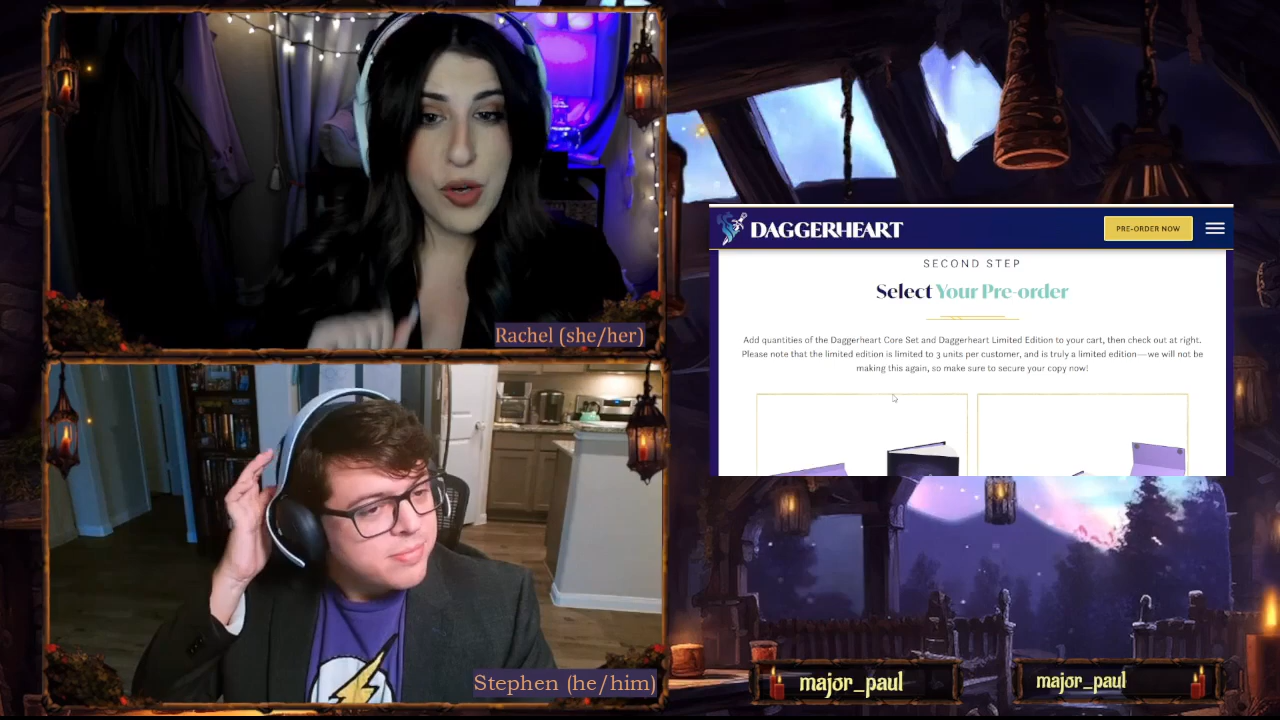 Rachel (she/her)
Stephen (he/him)
DAGGERHEART
PRE-ORDER NOW
SECOND STEP
Select Your Pre-order
Add quantities of the Daggerheart Core Set and Daggerheart Limited Edition to your cart, then check out at right.
Please note that the limited edition is limited to 3 units per customer, and is truly a limited edition—we will not be
making this again, so make sure to secure your copy now!
major_paul
major_paul